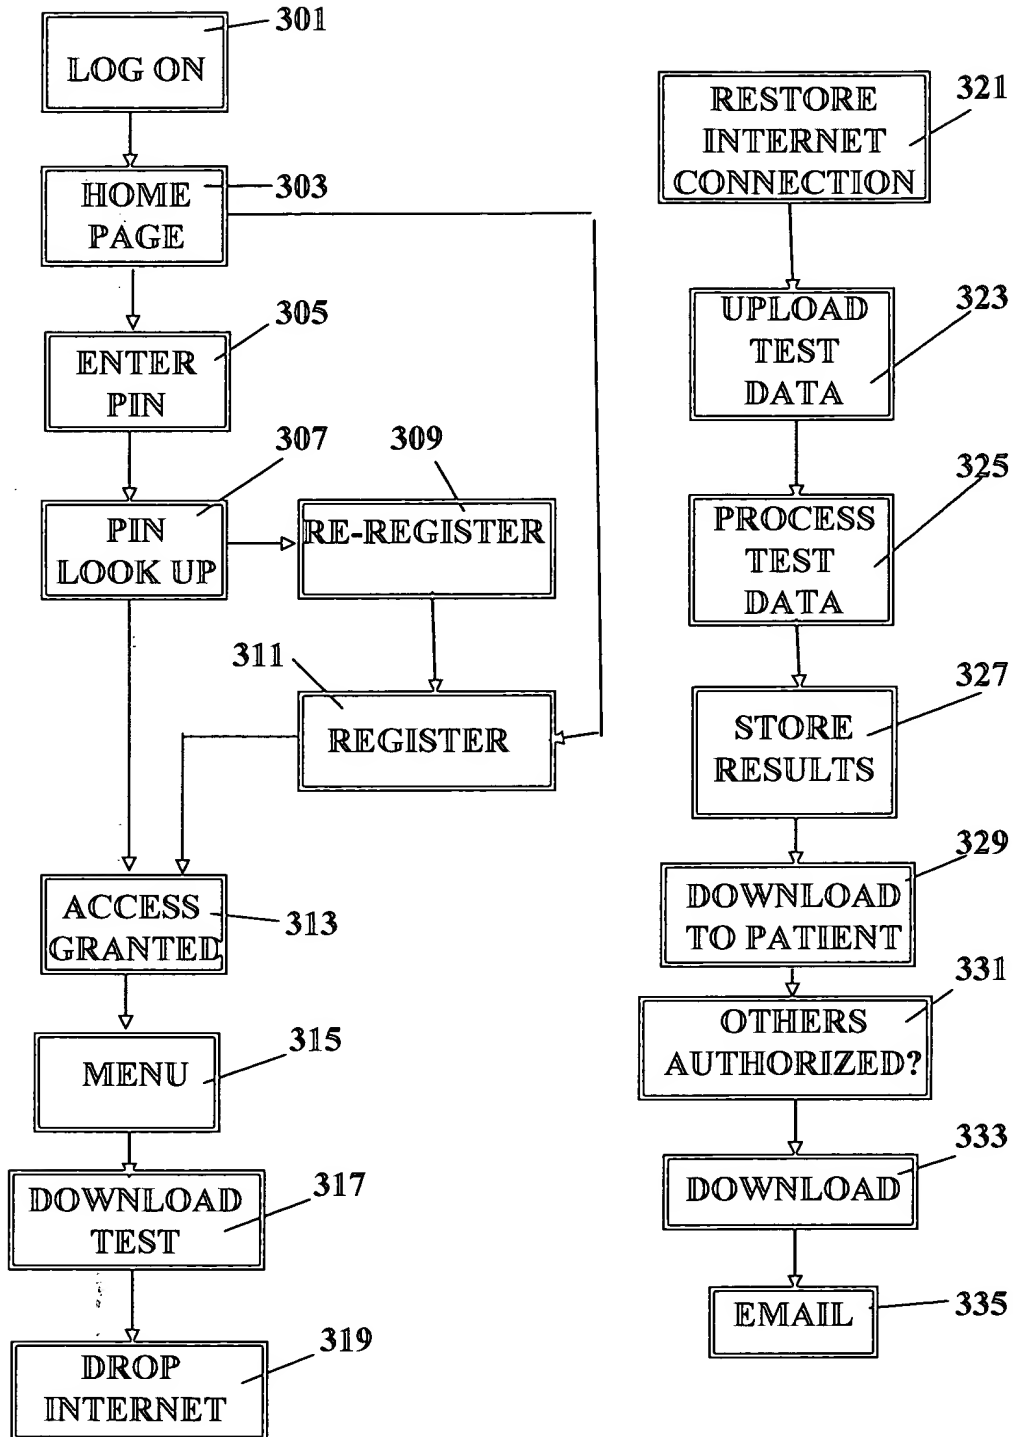 301
LOG ON
303
HOME
PAGE
305
ENTER
PIN
307
PIN
LOOK UP
309
RE-REGISTER
311
REGISTER
ACCESS
GRANTED
313
315
MENU
317
DOWNLOAD
TEST
319
DROP
INTERNET
321
RESTORE
INTERNET
CONNECTION
323
UPLOAD
TEST
DATA
325
PROCESS
TEST
DATA
327
STORE
RESULTS
329
DOWNLOAD
TO PATIENT
331
OTHERS
AUTHORIZED?
333
DOWNLOAD
EMAIL
335